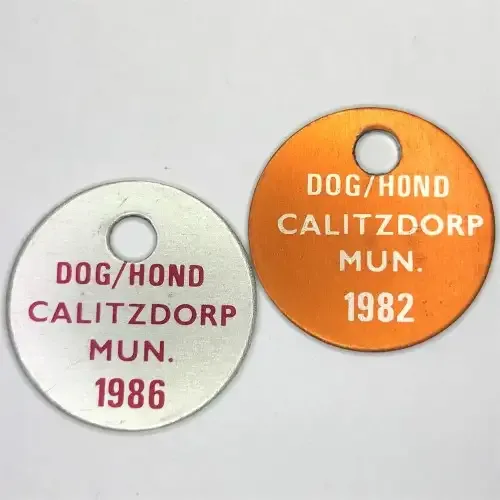 DOG/HOND
CALITZDORP
MUN.
1986
DOG/HOND
CALITZDORP
MUN.
1982